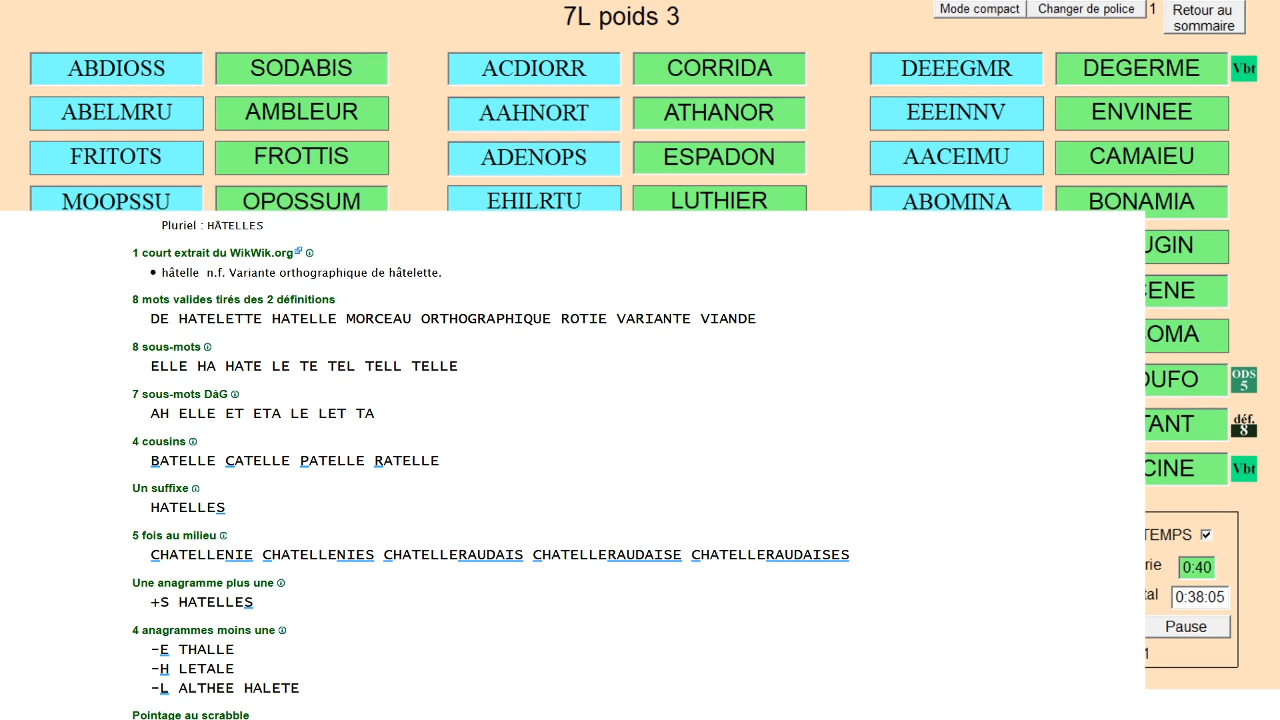 7L poids 3
Mode compact Changer de police 1 Retour au sommaire
ABDIOSS SODABIS ACDIORR CORRIDA DEEEGMR DEGERME Vbt
ABELMRU AMBLEUR AAHNORT ATHANOR EEEINNV ENVINEE
FRITOTS FROTTIS ADENOPS ESPADON AACEIMU CAMAIEU
MOOPSSU OPOSSUM EHILRTU LUTHIER ABOMINA BONAMIA
Pluriel : HÂTELLES
1 court extrait du WikWik.org
• hâtelle n.f. Variante orthographique de hâtelette.
8 mots valides tirés des 2 définitions
DE HATELETTE HATELLE MORCEAU ORTHOGRAPHIQUE ROTIE VARIANTE VIANDE
8 sous-mots
ELLE HA HATE LE TE TEL TELL TELLE
7 sous-mots DàG
AH ELLE ET ETA LE LET TA
4 cousins
BATELLE CATELLE PATELLE RATELLE
Un suffixe
HATELLES
5 fois au milieu
CHATELLENIE CHATELLENIES CHATELLERAUDAIS CHATELLERAUDAISE CHATELLERAUDAISES
Une anagramme plus une
+S HATELLES
4 anagrammes moins une
-E THALLE
-H LETALE
-L ALTHEE HALETE
Pointage au scrabble
UGIN
ENE
OMA
UFO ODS 5
TANT déf. 8
CINE Vbt
TEMPS
rie 0:40
tal 0:38:05
Pause
1